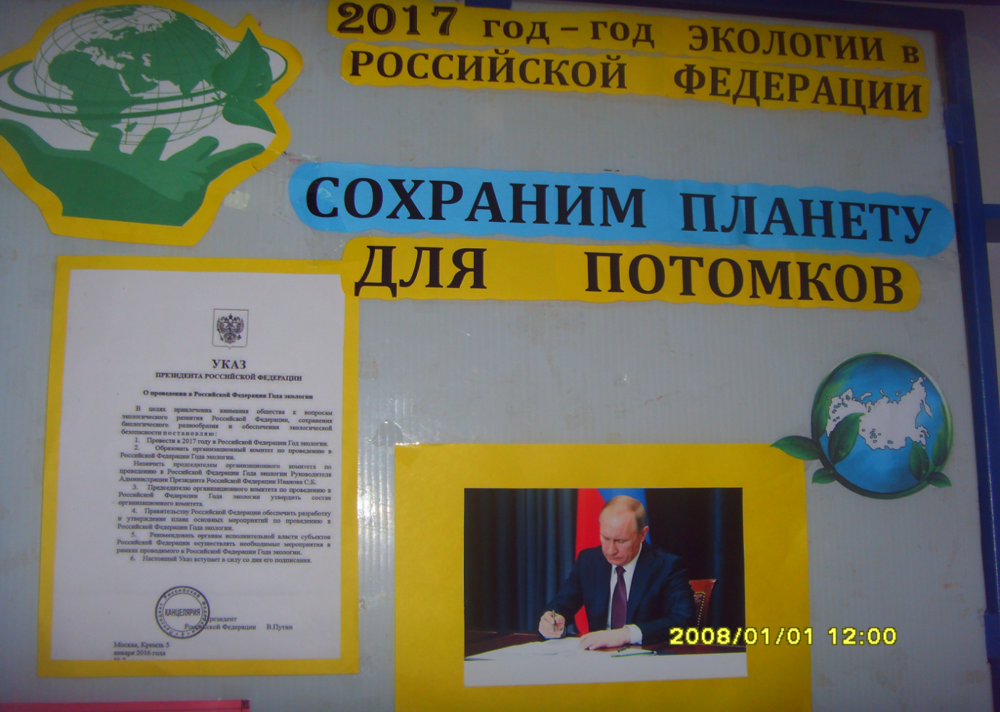 2017 год – год ЭКОЛОГИИ в
РОССИЙСКОЙ ФЕДЕРАЦИИ
СОХРАНИМ ПЛАНЕТУ
ДЛЯ ПОТОМКОВ
УКАЗ
ПРЕЗИДЕНТА РОССИЙСКОЙ ФЕДЕРАЦИИ
О проведении в Российской Федерации Года экологии
В целях привлечения внимания общества к вопросам
экологического развития Российской Федерации, сохранения
биологического разнообразия и обеспечения экологической
безопасности постановляю:
1. Провести в 2017 году в Российской Федерации Год экологии.
2. Образовать организационный комитет по проведению в
Российской Федерации Года экологии.
Назначить председателем организационного комитета по
проведению в Российской Федерации Года экологии Руководителя
Администрации Президента Российской Федерации Иванова С.Б.
3. Председателю организационного комитета по проведению в
Российской Федерации Года экологии утвердить состав
организационного комитета.
4. Правительству Российской Федерации обеспечить разработку
и утверждение плана основных мероприятий по проведению в
Российской Федерации Года экологии.
5. Рекомендовать органам исполнительной власти субъектов
Российской Федерации осуществлять необходимые мероприятия в
рамках проводимого в Российской Федерации Года экологии.
6. Настоящий Указ вступает в силу со дня его подписания.
КАНЦЕЛЯРИЯ
Президент
Российской Федерации В.Путин
Москва, Кремль 5
января 2016 года
2008/01/01 12:00